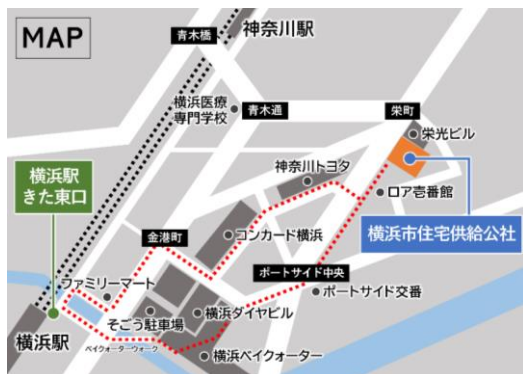 MAP
神奈川駅
青木橋
横浜医療
専門学校
青木通
栄町
栄光ビル
横浜駅
きた東口
神奈川トヨタ
ロア壱番館
横浜市住宅供給公社
金港町
コンカード横浜
ファミリーマート
ポートサイド中央
ポートサイド交番
そごう駐車場
横浜ダイヤビル
横浜駅
ベイクォーターウォーク
横浜ベイクォーター